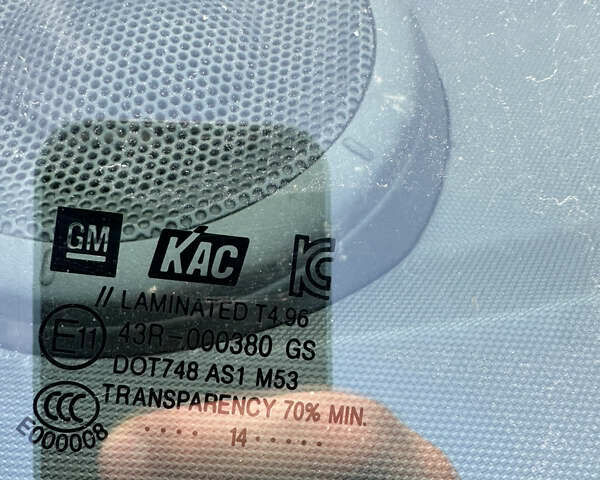 GM KAC
// LAMINATED T4.96
E11 43R-000380 GS
DOT748 AS1 M53
CCC TRANSPARENCY 70% MIN.
E000008 .... 14 .....